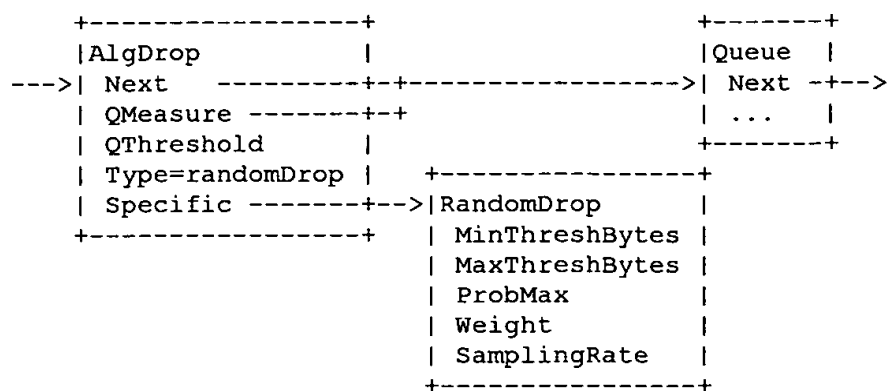 +-----------------+                   +-------+
|AlgDrop          |                   |Queue  |
--->| Next    ---------+-+----------------->| Next -+-->
| QMeasure -------+-+                 | ...   |
| QThreshold      |                   +-------+
| Type=randomDrop |   +----------------+
| Specific -------+-->|RandomDrop      |
+-----------------+   | MinThreshBytes |
| MaxThreshBytes |
| ProbMax        |
| Weight         |
| SamplingRate   |
+----------------+